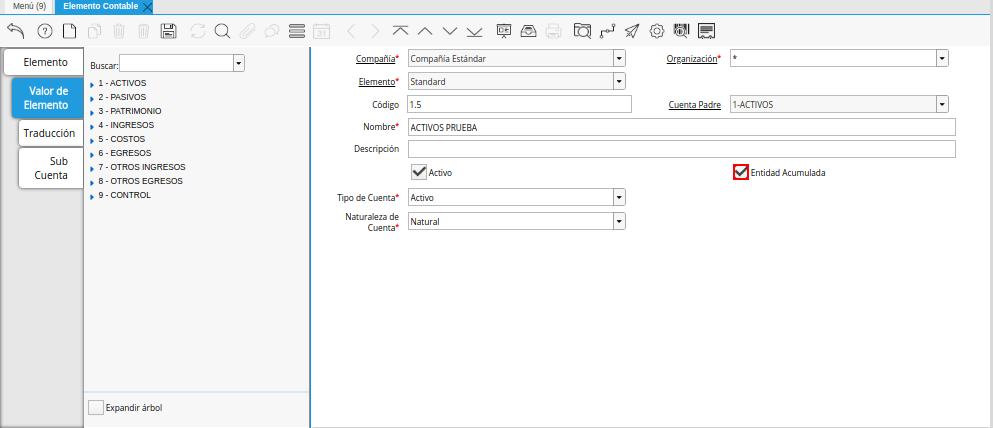 Menú (9)
Elemento Contable
Elemento
Valor de
Elemento
Traducción
Sub
Cuenta
Buscar:
1 - ACTIVOS
2 - PASIVOS
3 - PATRIMONIO
4 - INGRESOS
5 - COSTOS
6 - EGRESOS
7 - OTROS INGRESOS
8 - OTROS EGRESOS
9 - CONTROL
Expandir árbol
Compañía* Compañía Estándar Organización* *
Elemento* Standard
Código 1.5 Cuenta Padre 1-ACTIVOS
Nombre* ACTIVOS PRUEBA
Descripción
Activo Entidad Acumulada
Tipo de Cuenta* Activo
Naturaleza de
Cuenta* Natural